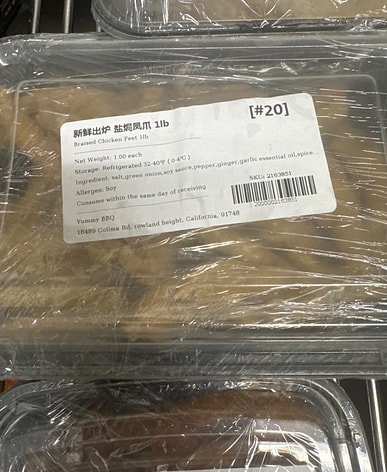 [#20]
新鲜出炉 盐焗凤爪 1lb
Braised Chicken Feet 1lb
Net Weight: 1.00 each
Storage: Refrigerated 32-40°F ( 0-4°C )
Ingredient: salt,green onion,soy sauce,pepper,ginger,garlic essential oil,spice...
Allergen: Soy
SKU: 2163851
Consume within the same day of receiving
2020002163851
Yummy BBQ
18489 Colima Rd, rowland height, California, 91748